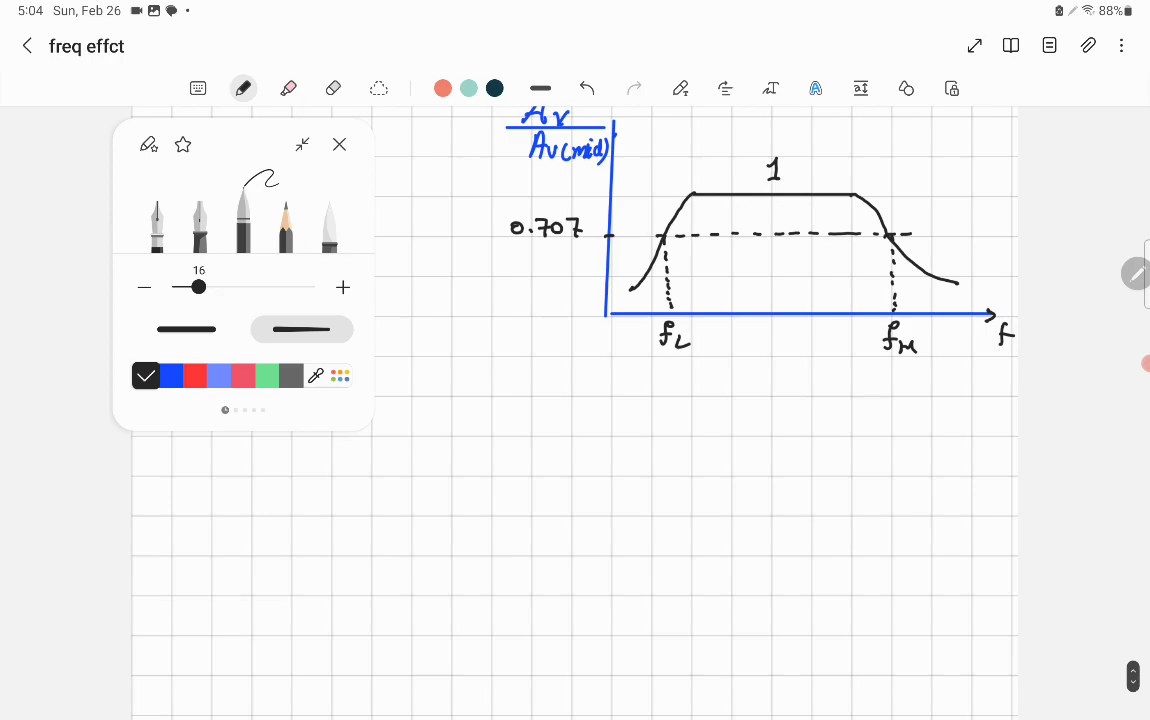 5:04 Sun, Feb 26
88%
freq effct
16
Av
Av(mid)
1
0.707
fL
fH
f